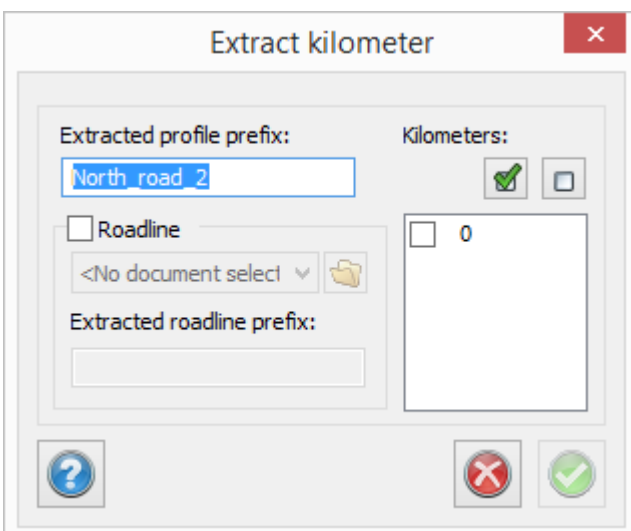 Extract kilometer
Extracted profile prefix:
North_road_2
Roadline
<No document select
Extracted roadline prefix:
Kilometers:
0